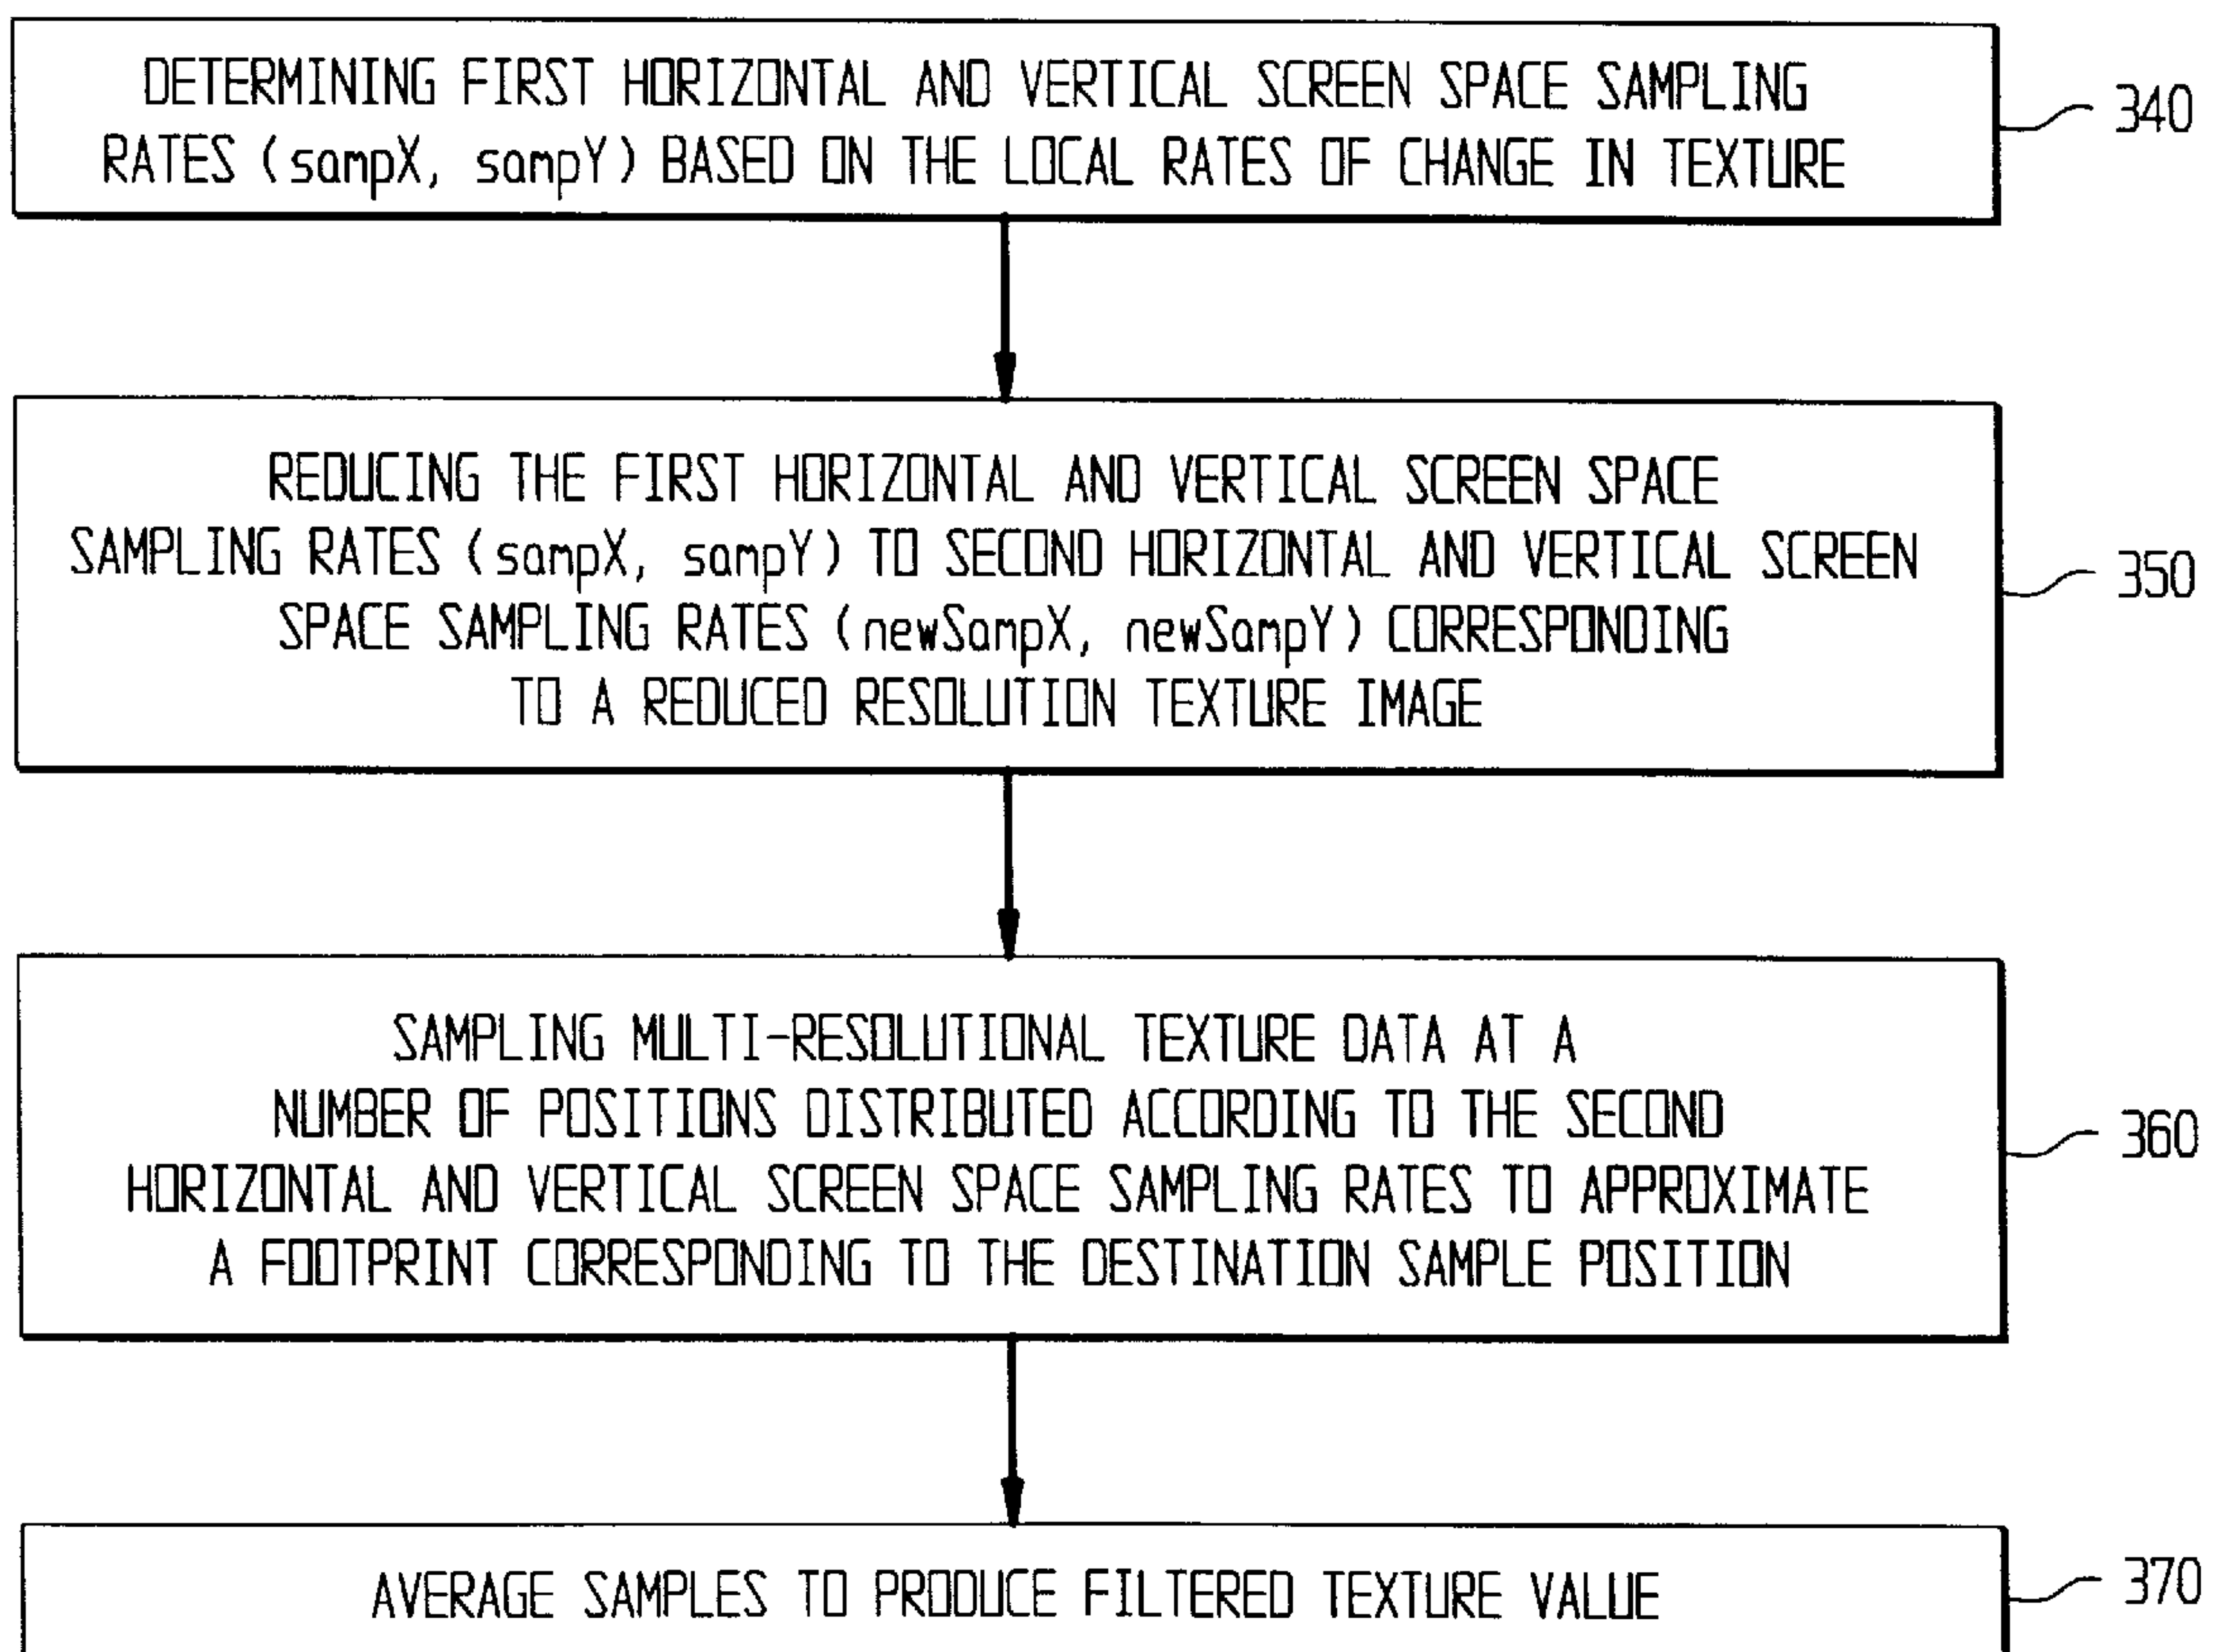 DETERMINING FIRST HORIZONTAL AND VERTICAL SCREEN SPACE SAMPLING
RATES (sampX, sampY) BASED ON THE LOCAL RATES OF CHANGE IN TEXTURE
340
REDUCING THE FIRST HORIZONTAL AND VERTICAL SCREEN SPACE
SAMPLING RATES (sampX, sampY) TO SECOND HORIZONTAL AND VERTICAL SCREEN
SPACE SAMPLING RATES (newSampX, newSampY) CORRESPONDING
TO A REDUCED RESOLUTION TEXTURE IMAGE
350
SAMPLING MULTI-RESOLUTIONAL TEXTURE DATA AT A
NUMBER OF POSITIONS DISTRIBUTED ACCORDING TO THE SECOND
HORIZONTAL AND VERTICAL SCREEN SPACE SAMPLING RATES TO APPROXIMATE
A FOOTPRINT CORRESPONDING TO THE DESTINATION SAMPLE POSITION
360
AVERAGE SAMPLES TO PRODUCE FILTERED TEXTURE VALUE
370